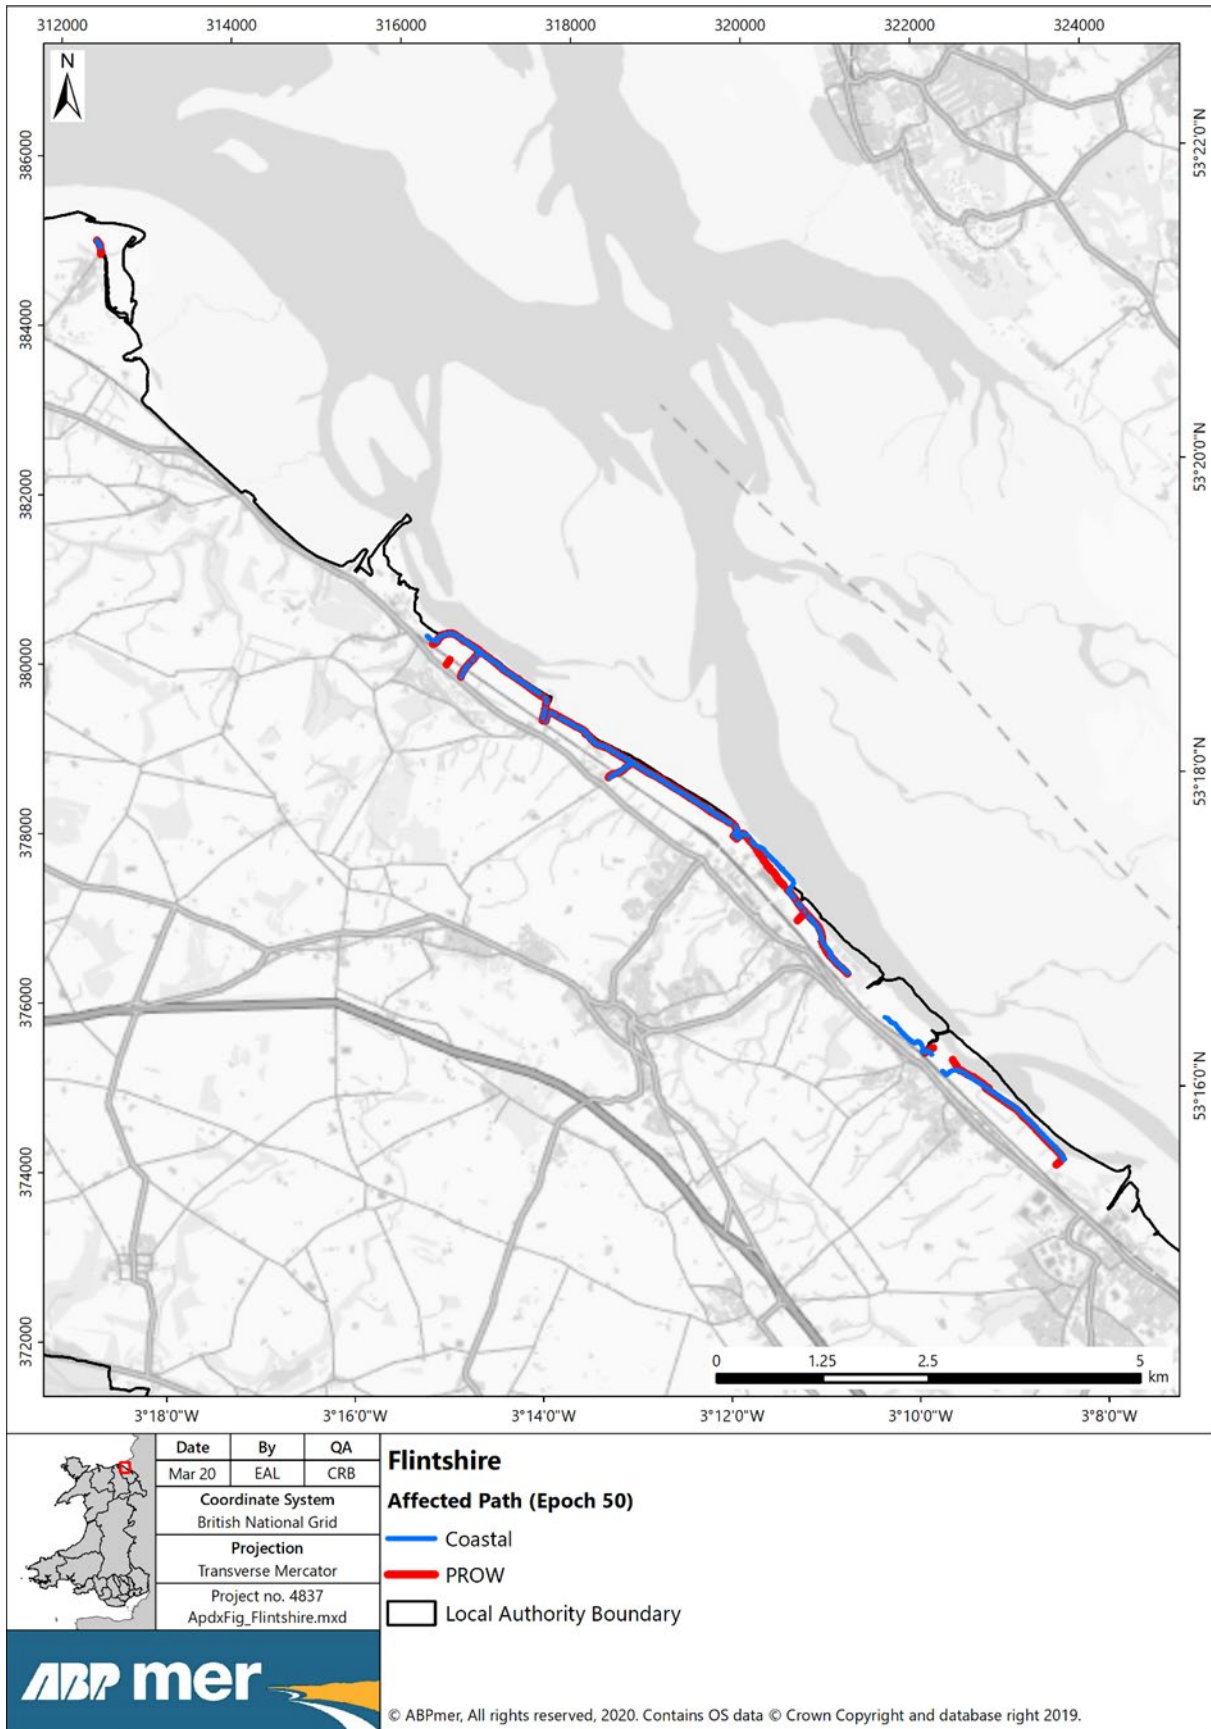 312000 314000 316000 318000 320000 322000 324000
N
386000
384000
382000
380000
378000
376000
374000
372000
53°22'0"N
53°20'0"N
53°18'0"N
53°16'0"N
0 1.25 2.5 5
km
3°18'0"W 3°16'0"W 3°14'0"W 3°12'0"W 3°10'0"W 3°8'0"W
Date By QA
Mar 20 EAL CRB
Coordinate System
British National Grid
Projection
Transverse Mercator
Project no. 4837
ApdxFig_Flintshire.mxd
ABP mer
Flintshire
Affected Path (Epoch 50)
Coastal
PROW
Local Authority Boundary
© ABPmer, All rights reserved, 2020. Contains OS data © Crown Copyright and database right 2019.